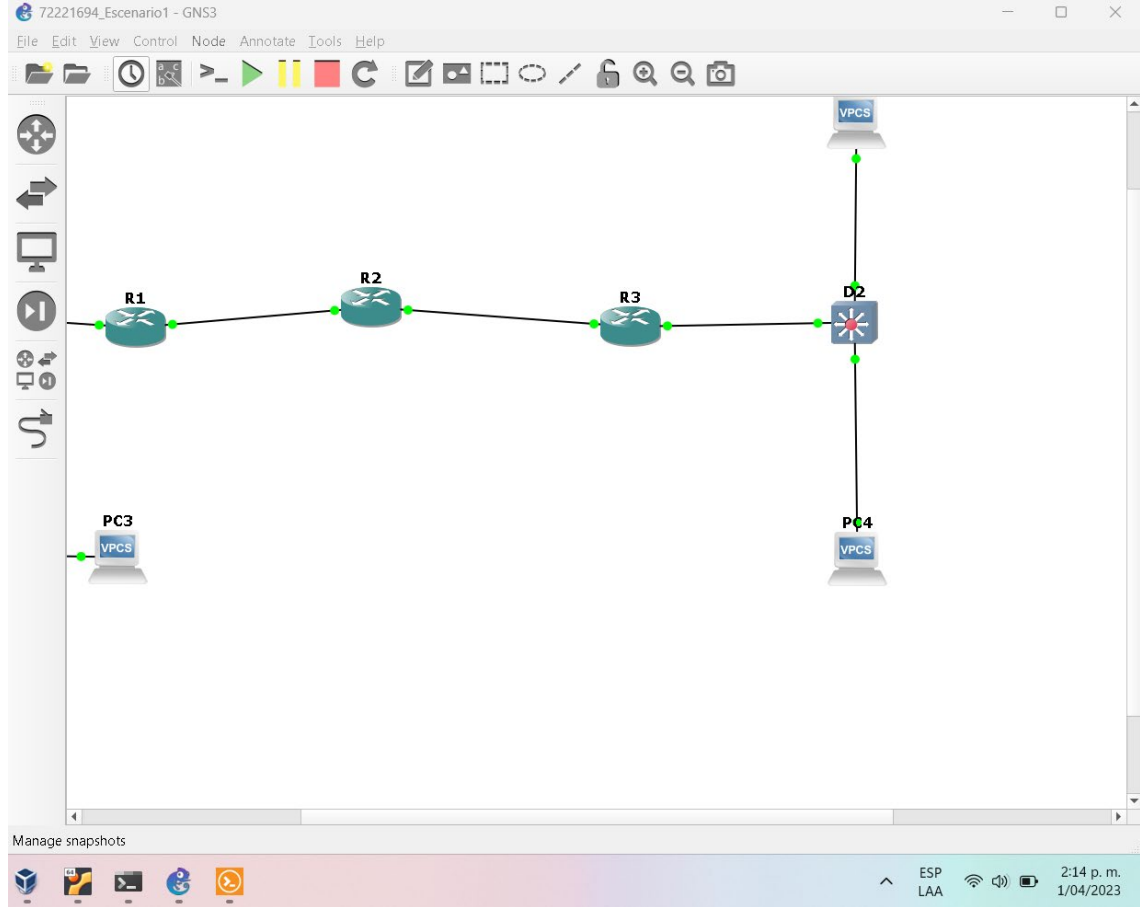 72221694_Escenario1 - GNS3
File Edit View Control Node Annotate Tools Help
VPCS
R1
R2
R3
D2
PC3
VPCS
PC4
VPCS
Manage snapshots
ESP
LAA
2:14 p. m.
1/04/2023